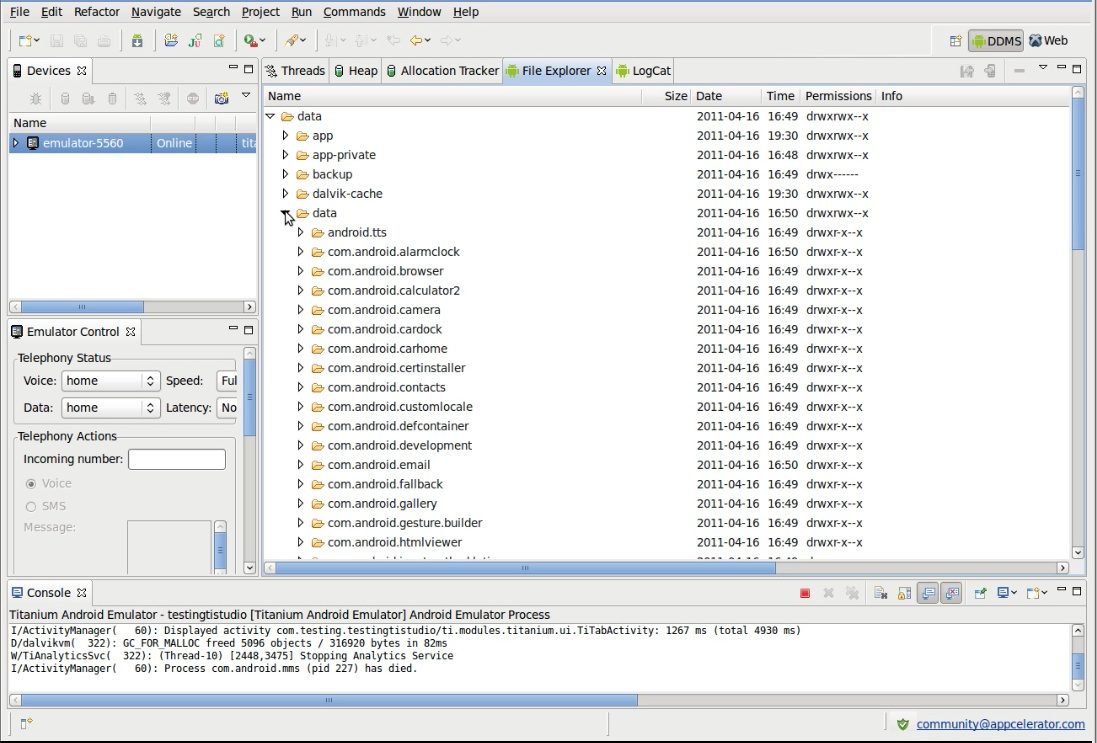 File Edit Refactor Navigate Search Project Run Commands Window Help
DDMS Web
Devices
Threads Heap Allocation Tracker File Explorer LogCat
Name
emulator-5560 Online tita
Name Size Date Time Permissions Info
data 2011-04-16 16:49 drwxrwx--x
app 2011-04-16 19:30 drwxrwx--x
app-private 2011-04-16 16:48 drwxrwx--x
backup 2011-04-16 16:49 drwx------
dalvik-cache 2011-04-16 19:30 drwxrwx--x
data 2011-04-16 16:50 drwxrwx--x
android.tts 2011-04-16 16:49 drwxr-x--x
com.android.alarmclock 2011-04-16 16:50 drwxr-x--x
com.android.browser 2011-04-16 16:49 drwxr-x--x
com.android.calculator2 2011-04-16 16:49 drwxr-x--x
com.android.camera 2011-04-16 16:49 drwxr-x--x
com.android.cardock 2011-04-16 16:49 drwxr-x--x
com.android.carhome 2011-04-16 16:49 drwxr-x--x
com.android.certinstaller 2011-04-16 16:49 drwxr-x--x
com.android.contacts 2011-04-16 16:49 drwxr-x--x
com.android.customlocale 2011-04-16 16:49 drwxr-x--x
com.android.defcontainer 2011-04-16 16:49 drwxr-x--x
com.android.development 2011-04-16 16:49 drwxr-x--x
com.android.email 2011-04-16 16:50 drwxr-x--x
com.android.fallback 2011-04-16 16:49 drwxr-x--x
com.android.gallery 2011-04-16 16:49 drwxr-x--x
com.android.gesture.builder 2011-04-16 16:49 drwxr-x--x
com.android.htmlviewer 2011-04-16 16:49 drwxr-x--x
Emulator Control
Telephony Status
Voice: home Speed: Ful
Data: home Latency: No
Telephony Actions
Incoming number:
Voice
SMS
Message:
Console
Titanium Android Emulator - testingtistudio [Titanium Android Emulator] Android Emulator Process
I/ActivityManager( 60): Displayed activity com.testing.testingtistudio/ti.modules.titanium.ui.TiTabActivity: 1267 ms (total 4930 ms)
D/dalvikvm( 322): GC_FOR_MALLOC freed 5096 objects / 316920 bytes in 82ms
W/TiAnalyticsSvc( 322): (Thread-10) [2448,3475] Stopping Analytics Service
I/ActivityManager( 60): Process com.android.mms (pid 227) has died.
community@appcelerator.com